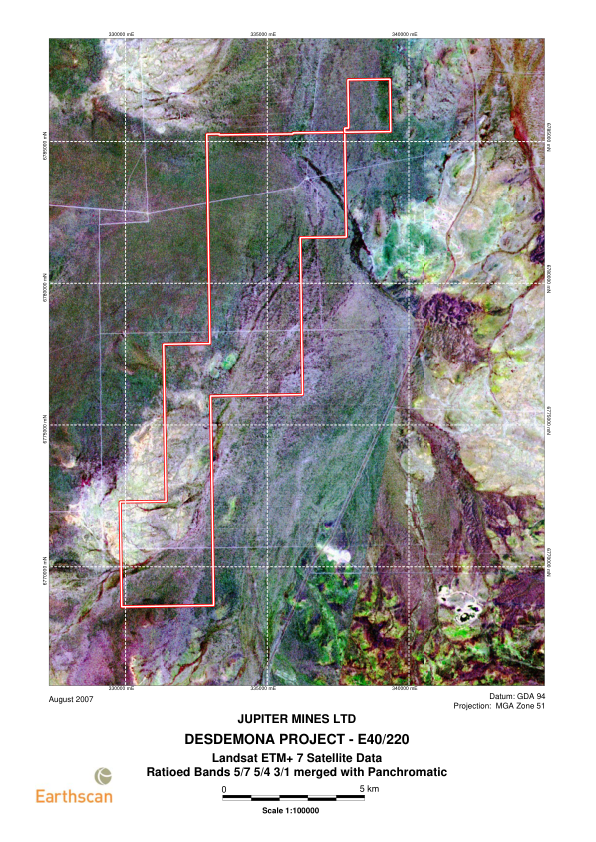 330000 mE 335000 mE 340000 mE
6785000 mN 6785000 mN
6780000 mN 6780000 mN
6775000 mN 6775000 mN
6770000 mN 6770000 mN
330000 mE 335000 mE 340000 mE
August 2007
Datum: GDA 94
Projection: MGA Zone 51
JUPITER MINES LTD
DESDEMONA PROJECT - E40/220
Landsat ETM+ 7 Satellite Data
Ratioed Bands 5/7 5/4 3/1 merged with Panchromatic
Earthscan
0 5 km
Scale 1:100000